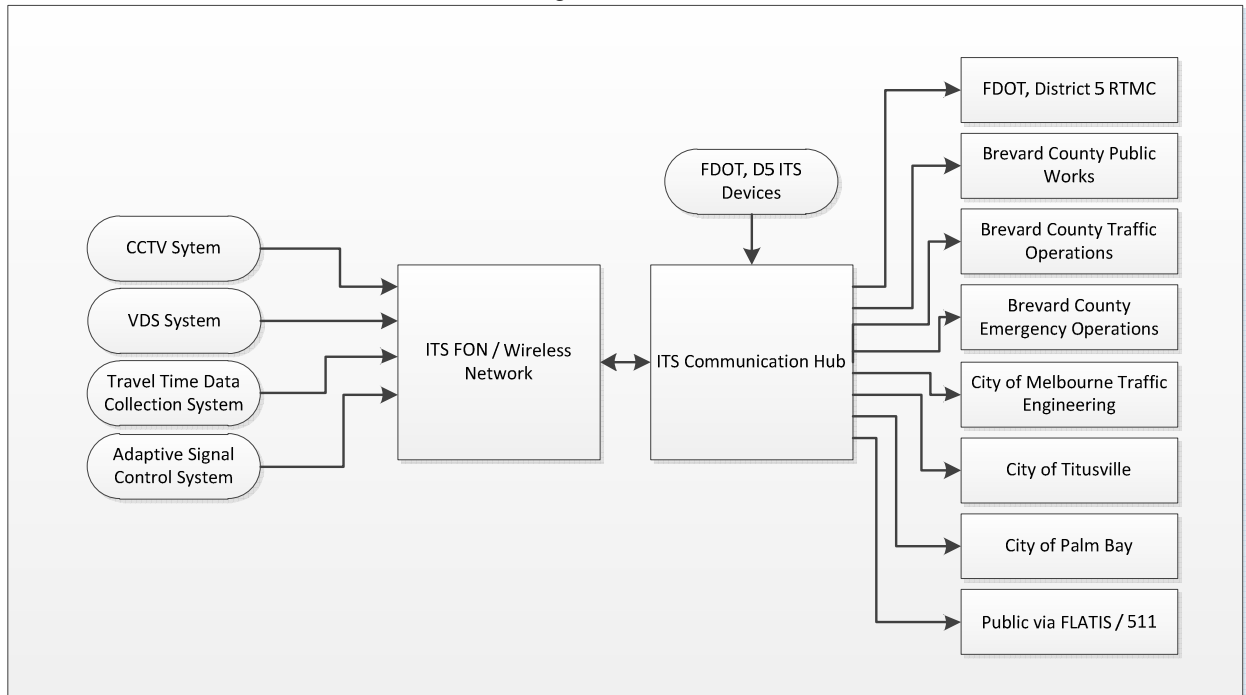 CCTV Sytem
VDS System
Travel Time Data
Collection System
Adaptive Signal
Control System
ITS FON / Wireless
Network
FDOT, D5 ITS
Devices
ITS Communication Hub
FDOT, District 5 RTMC
Brevard County Public
Works
Brevard County Traffic
Operations
Brevard County
Emergency Operations
City of Melbourne Traffic
Engineering
City of Titusville
City of Palm Bay
Public via FLATIS / 511